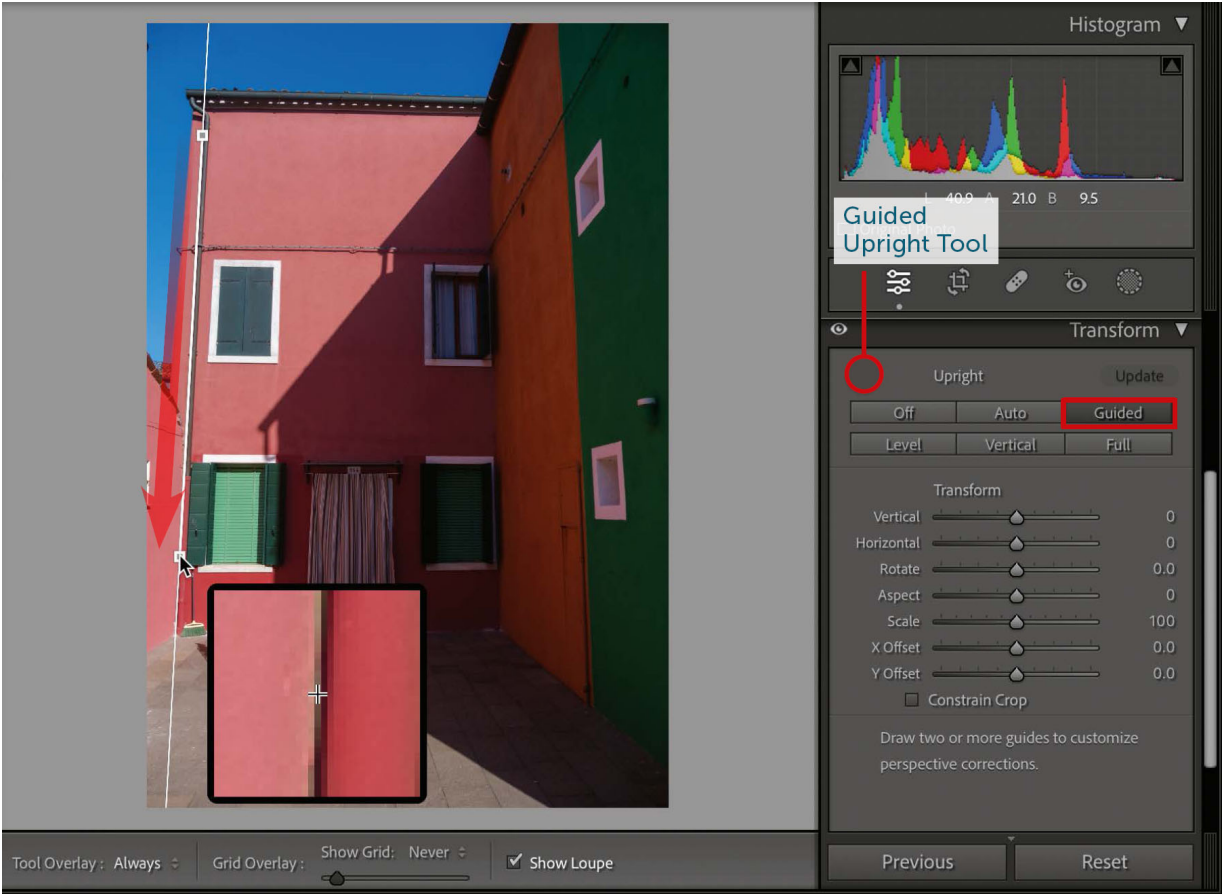 Histogram
L 40.9 A 21.0 B 9.5
Original Photo
Guided
Upright Tool
Transform
Upright Update
Off Auto Guided
Level Vertical Full
Transform
Vertical 0
Horizontal 0
Rotate 0.0
Aspect 0
Scale 100
X Offset 0.0
Y Offset 0.0
Constrain Crop
Draw two or more guides to customize
perspective corrections.
Tool Overlay : Always Grid Overlay : Show Grid: Never Show Loupe
Previous Reset